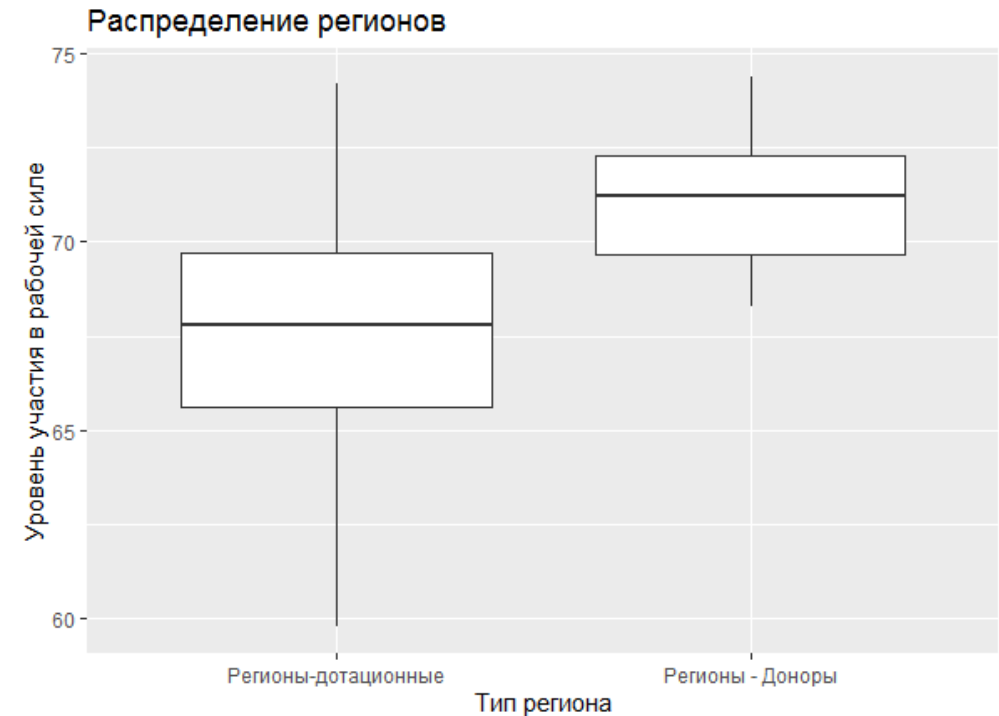 Распределение регионов
Уровень участия в рабочей силе
75
70
65
60
Регионы-дотационные
Регионы - Доноры
Тип региона